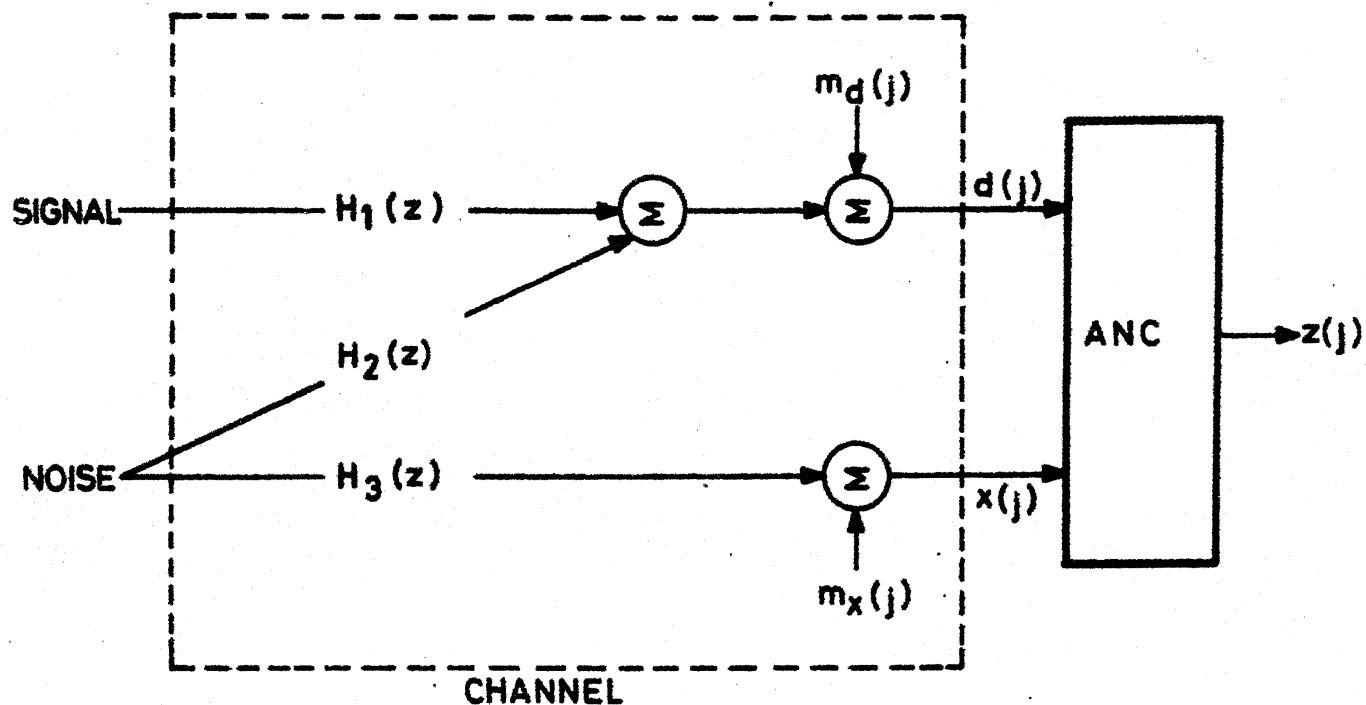 m_d(j)
SIGNAL
H_1(z)
Σ
Σ
d(j)
H_2(z)
ANC
z(j)
NOISE
H_3(z)
Σ
x(j)
m_x(j)
CHANNEL